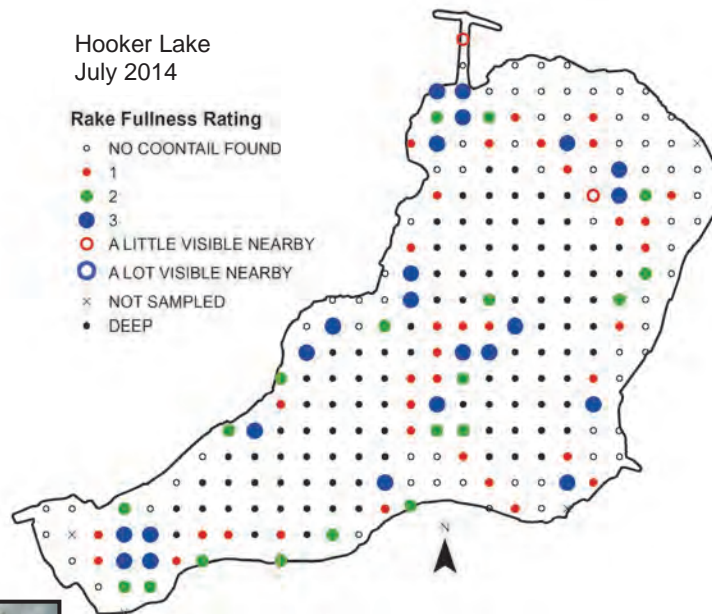 Hooker Lake
July 2014
Rake Fullness Rating
NO COONTAIL FOUND
1
2
3
A LITTLE VISIBLE NEARBY
A LOT VISIBLE NEARBY
NOT SAMPLED
DEEP
N